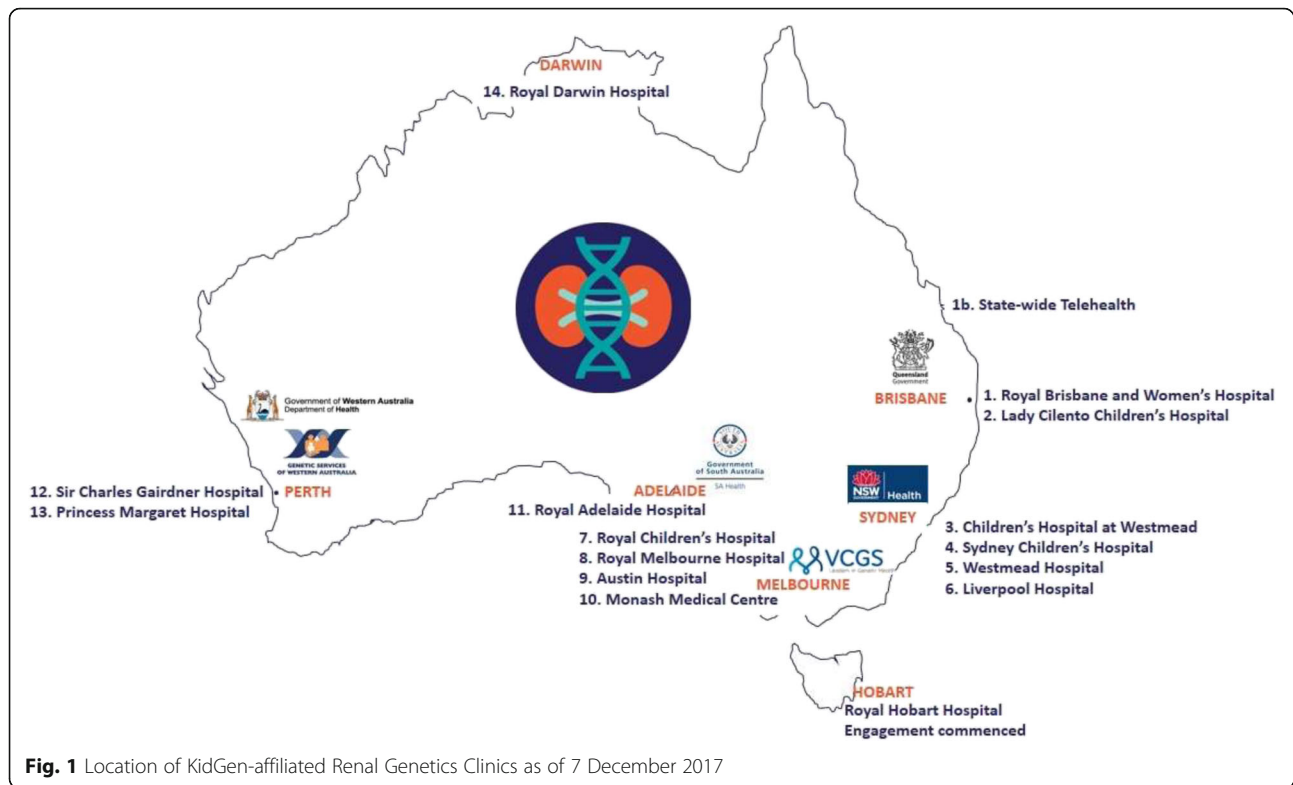 DARWIN
14. Royal Darwin Hospital
1b. State-wide Telehealth
Queensland
Government
BRISBANE
1. Royal Brisbane and Women's Hospital
2. Lady Cilento Children's Hospital
Government of Western Australia
Department of Health
GENETIC SERVICES
OF WESTERN AUSTRALIA
12. Sir Charles Gairdner Hospital
PERTH
13. Princess Margaret Hospital
Government
of South Australia
SA Health
ADELAIDE
11. Royal Adelaide Hospital
NSW
GOVERNMENT
Health
SYDNEY
3. Children's Hospital at Westmead
4. Sydney Children's Hospital
5. Westmead Hospital
6. Liverpool Hospital
7. Royal Children's Hospital
8. Royal Melbourne Hospital
9. Austin Hospital
10. Monash Medical Centre
VCGS
MELBOURNE
HOBART
Royal Hobart Hospital
Engagement commenced
Fig. 1 Location of KidGen-affiliated Renal Genetics Clinics as of 7 December 2017